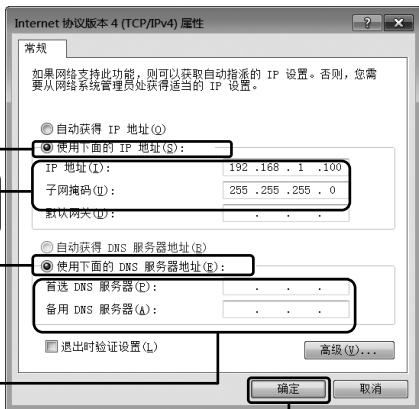 Internet 协议版本 4 (TCP/IPv4) 属性
常规
如果网络支持此功能，则可以获取自动指派的 IP 设置。否则，您需
要从网络系统管理员处获得适当的 IP 设置。
自动获得 IP 地址(O)
使用下面的 IP 地址(S):
IP 地址(I): 192 .168 . 1 .100
子网掩码(U): 255 .255 .255 . 0
默认网关(D): . . .
自动获得 DNS 服务器地址(B)
使用下面的 DNS 服务器地址(E):
首选 DNS 服务器(P): . . .
备用 DNS 服务器(A): . . .
退出时验证设置(L)
高级(V)...
确定 取消